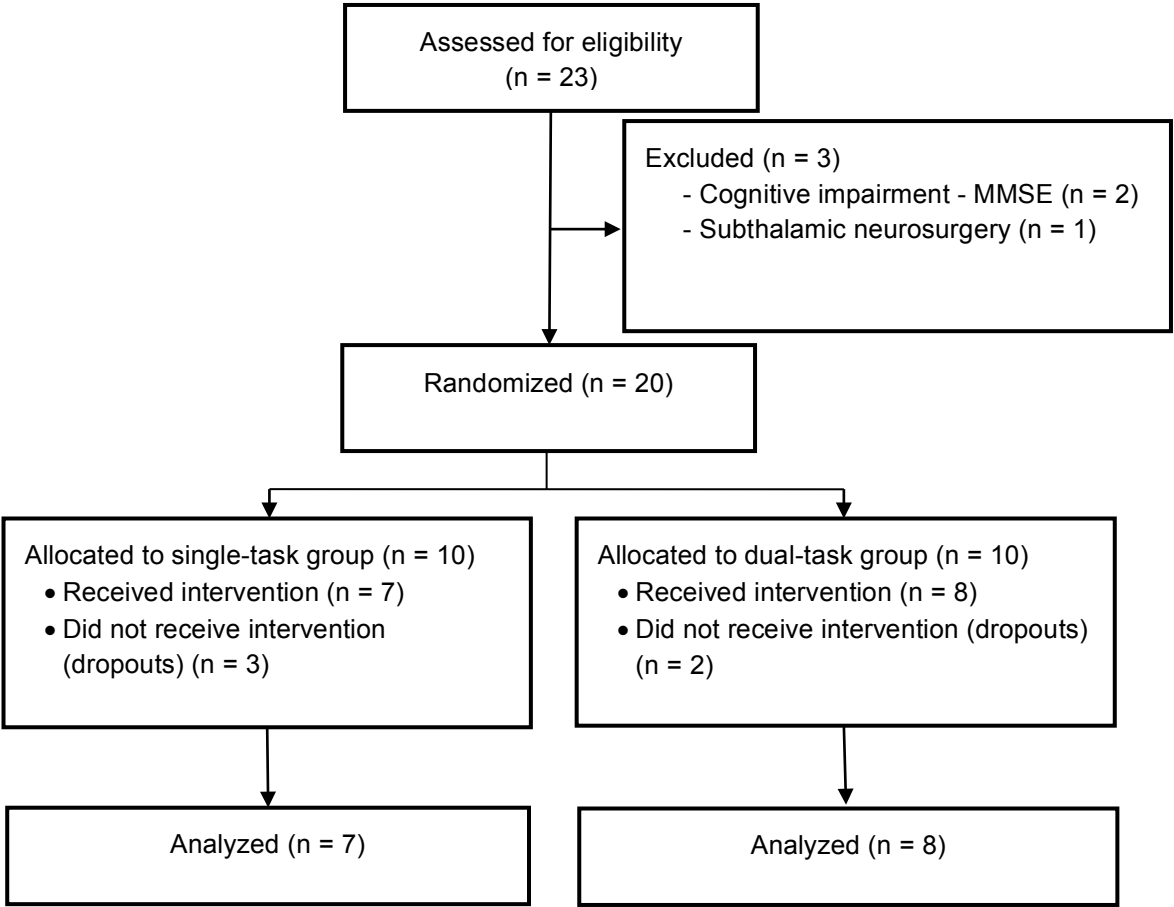 Assessed for eligibility
(n = 23)
Excluded (n = 3)
- Cognitive impairment - MMSE (n = 2)
- Subthalamic neurosurgery (n = 1)
Randomized (n = 20)
Allocated to single-task group (n = 10)
• Received intervention (n = 7)
• Did not receive intervention
(dropouts) (n = 3)
Allocated to dual-task group (n = 10)
• Received intervention (n = 8)
• Did not receive intervention (dropouts)
(n = 2)
Analyzed (n = 7)
Analyzed (n = 8)